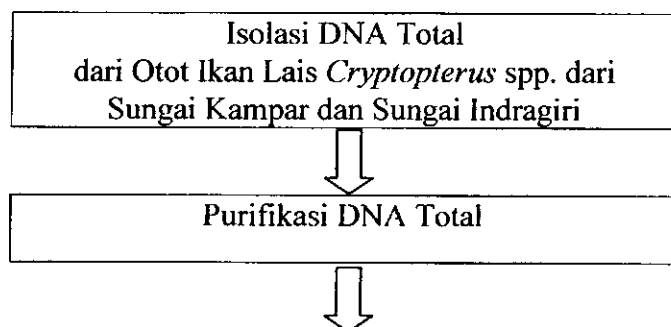 Isolasi DNA Total
dari Otot Ikan Lais Cryptopterus spp. dari
Sungai Kampar dan Sungai Indragiri
Purifikasi DNA Total